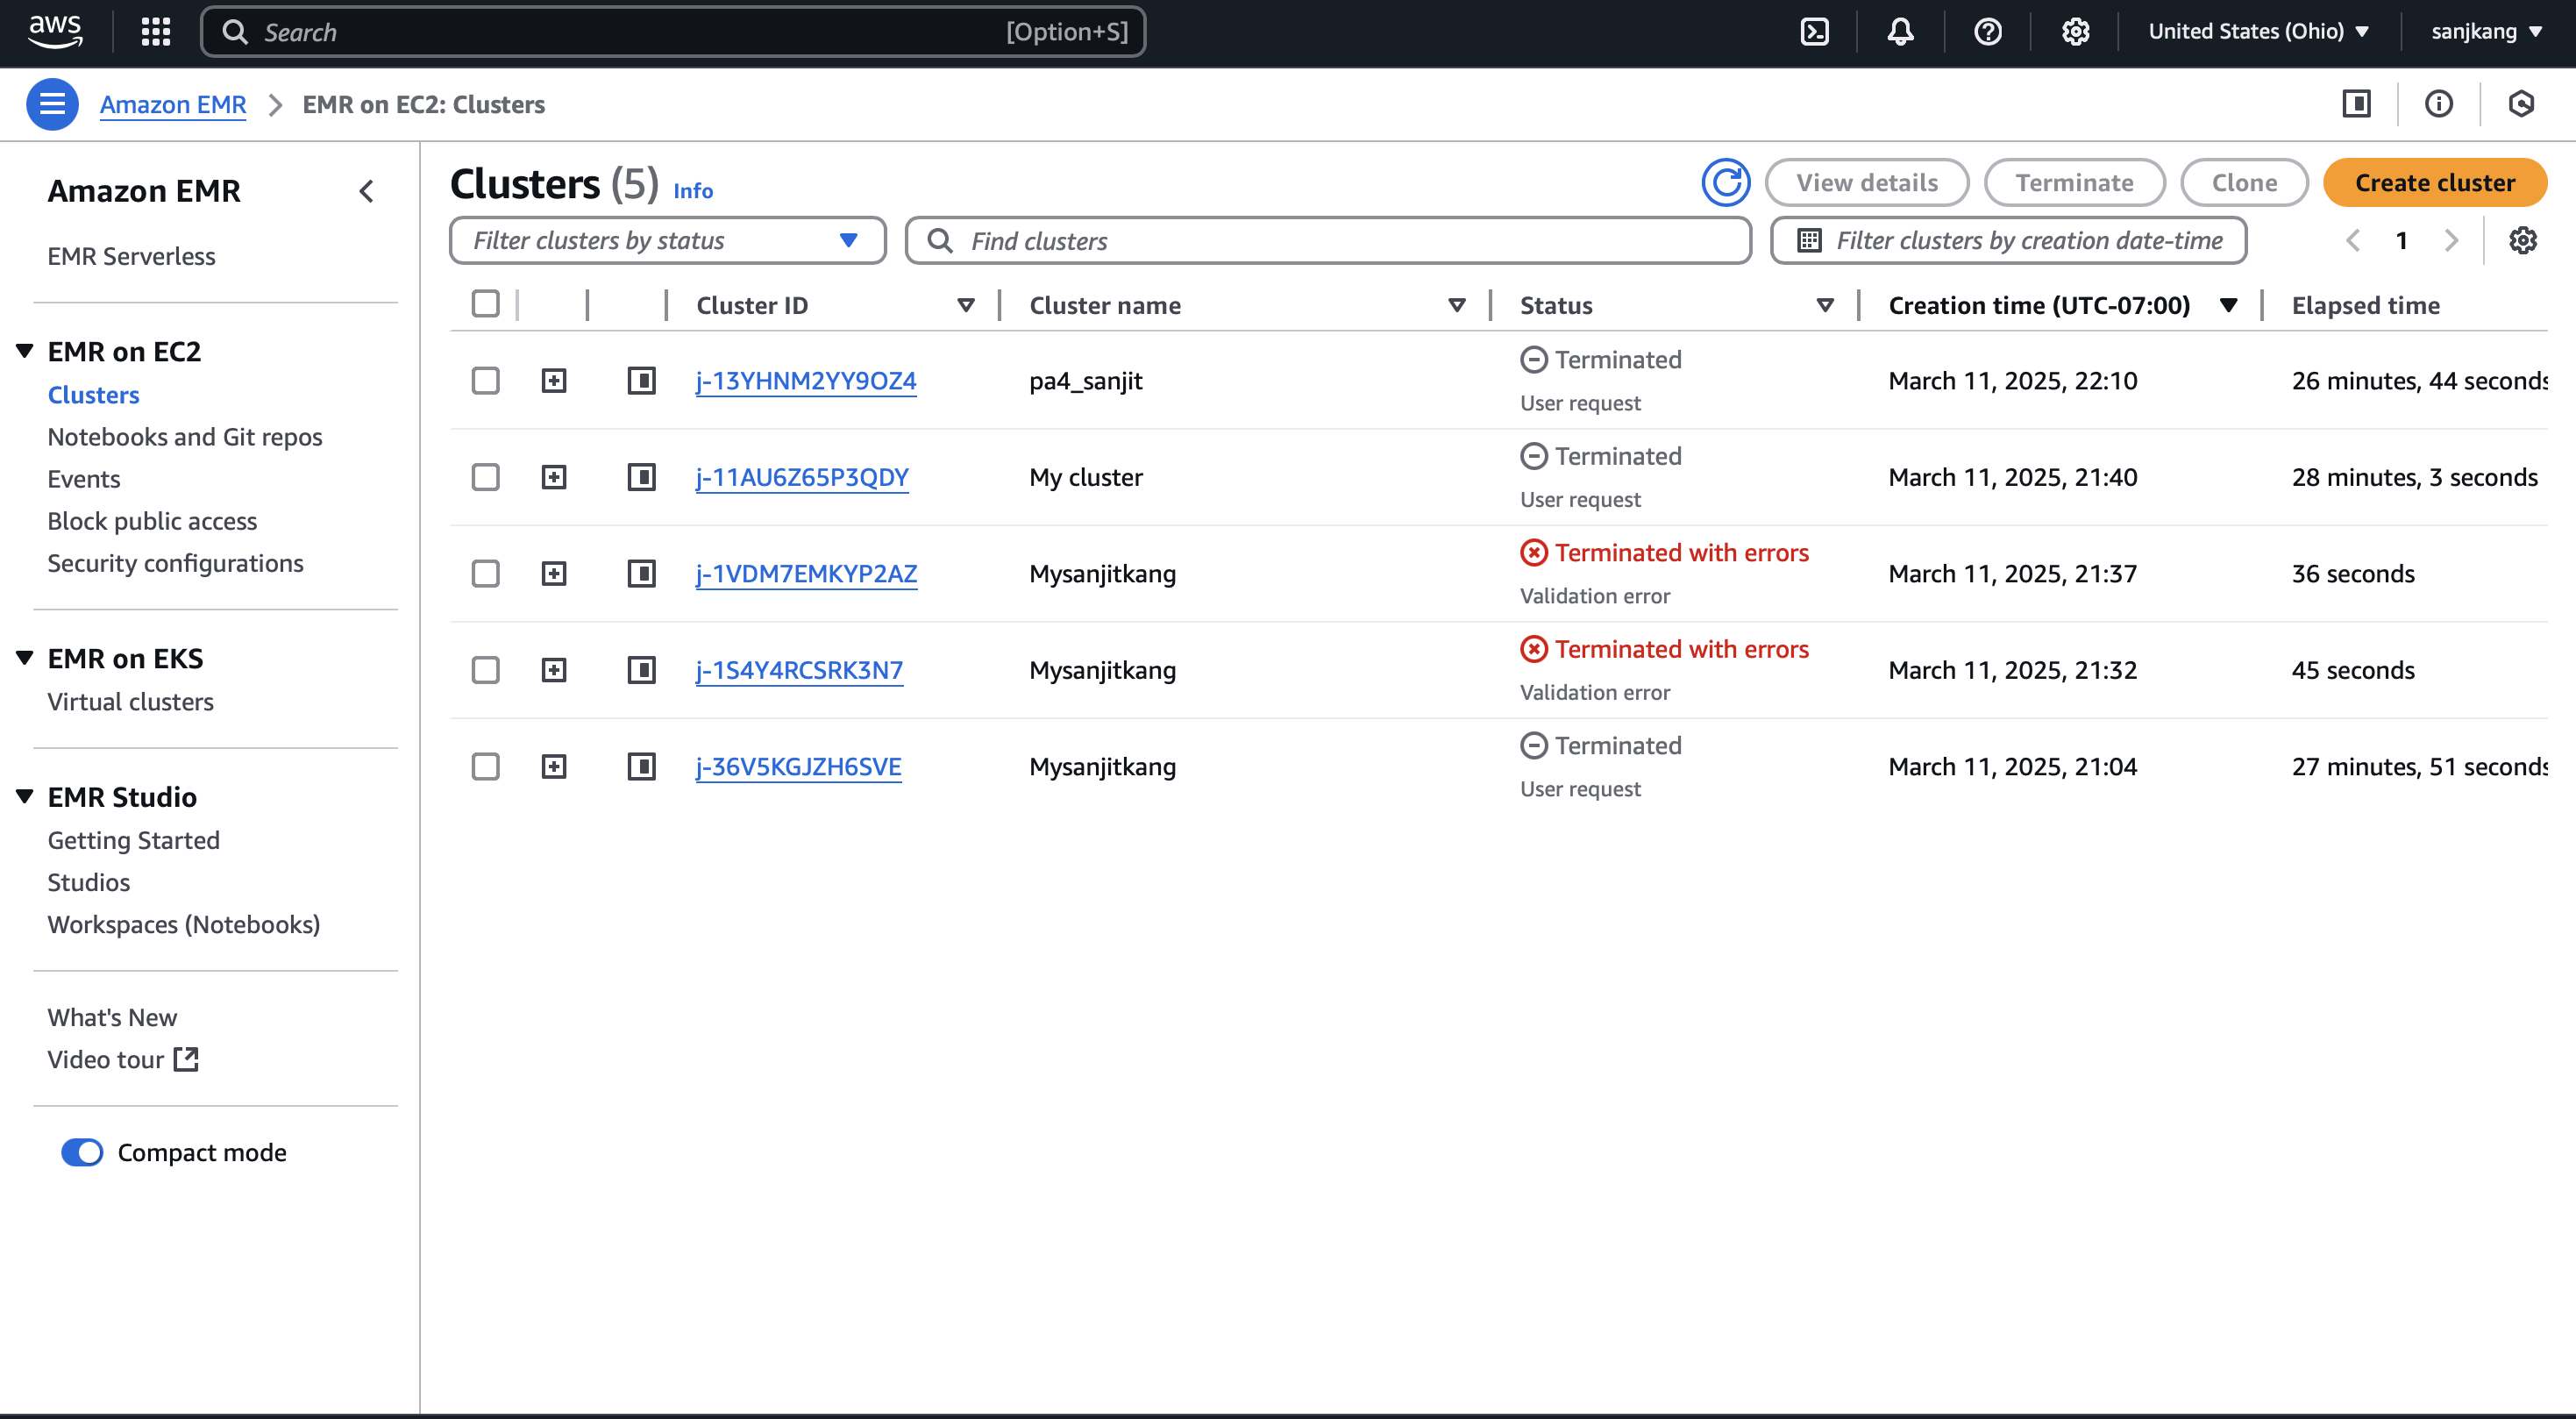 aws
Search [Option+S]
United States (Ohio)
sanjkang
Amazon EMR
EMR on EC2: Clusters
Amazon EMR
EMR Serverless
EMR on EC2
Clusters
Notebooks and Git repos
Events
Block public access
Security configurations
EMR on EKS
Virtual clusters
EMR Studio
Getting Started
Studios
Workspaces (Notebooks)
What's New
Video tour
Compact mode
Clusters (5) Info
View details
Terminate
Clone
Create cluster
Filter clusters by status
Find clusters
Filter clusters by creation date-time
1
Cluster ID Cluster name Status Creation time (UTC-07:00) Elapsed time
j-13YHNM2YY9OZ4 pa4_sanjit Terminated March 11, 2025, 22:10 26 minutes, 44 seconds
User request
j-11AU6Z65P3QDY My cluster Terminated March 11, 2025, 21:40 28 minutes, 3 seconds
User request
j-1VDM7EMKYP2AZ Mysanjitkang Terminated with errors March 11, 2025, 21:37 36 seconds
Validation error
j-1S4Y4RCSRK3N7 Mysanjitkang Terminated with errors March 11, 2025, 21:32 45 seconds
Validation error
j-36V5KGJZH6SVE Mysanjitkang Terminated March 11, 2025, 21:04 27 minutes, 51 seconds
User request